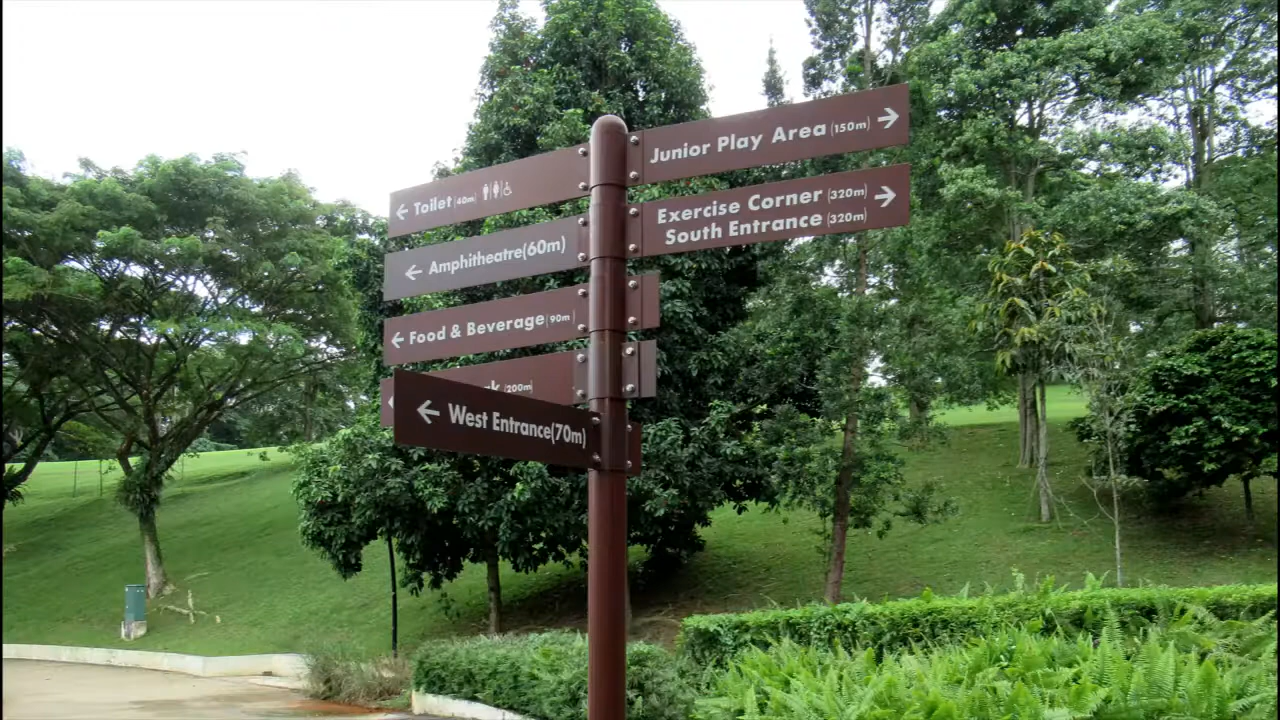 Junior Play Area (150m)
Exercise Corner (320m)
South Entrance (320m)
Toilet (40m)
Amphitheatre(60m)
Food & Beverage (90m)
(200m)
West Entrance(70m)